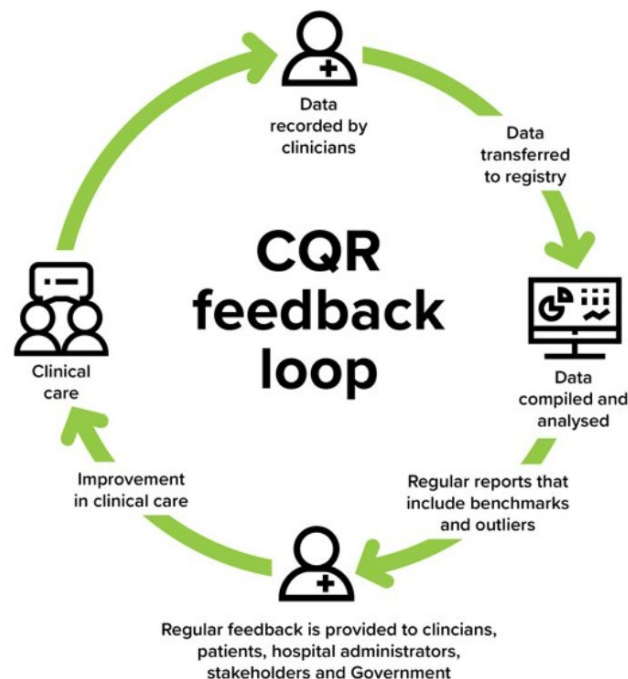 Data
recorded by
clinicians
Data
transferred
to registry
CQR
feedback
loop
Clinical
care
Data
compiled and
analysed
Improvement
in clinical care
Regular reports that
include benchmarks
and outliers
Regular feedback is provided to clincians,
patients, hospital administrators,
stakeholders and Government